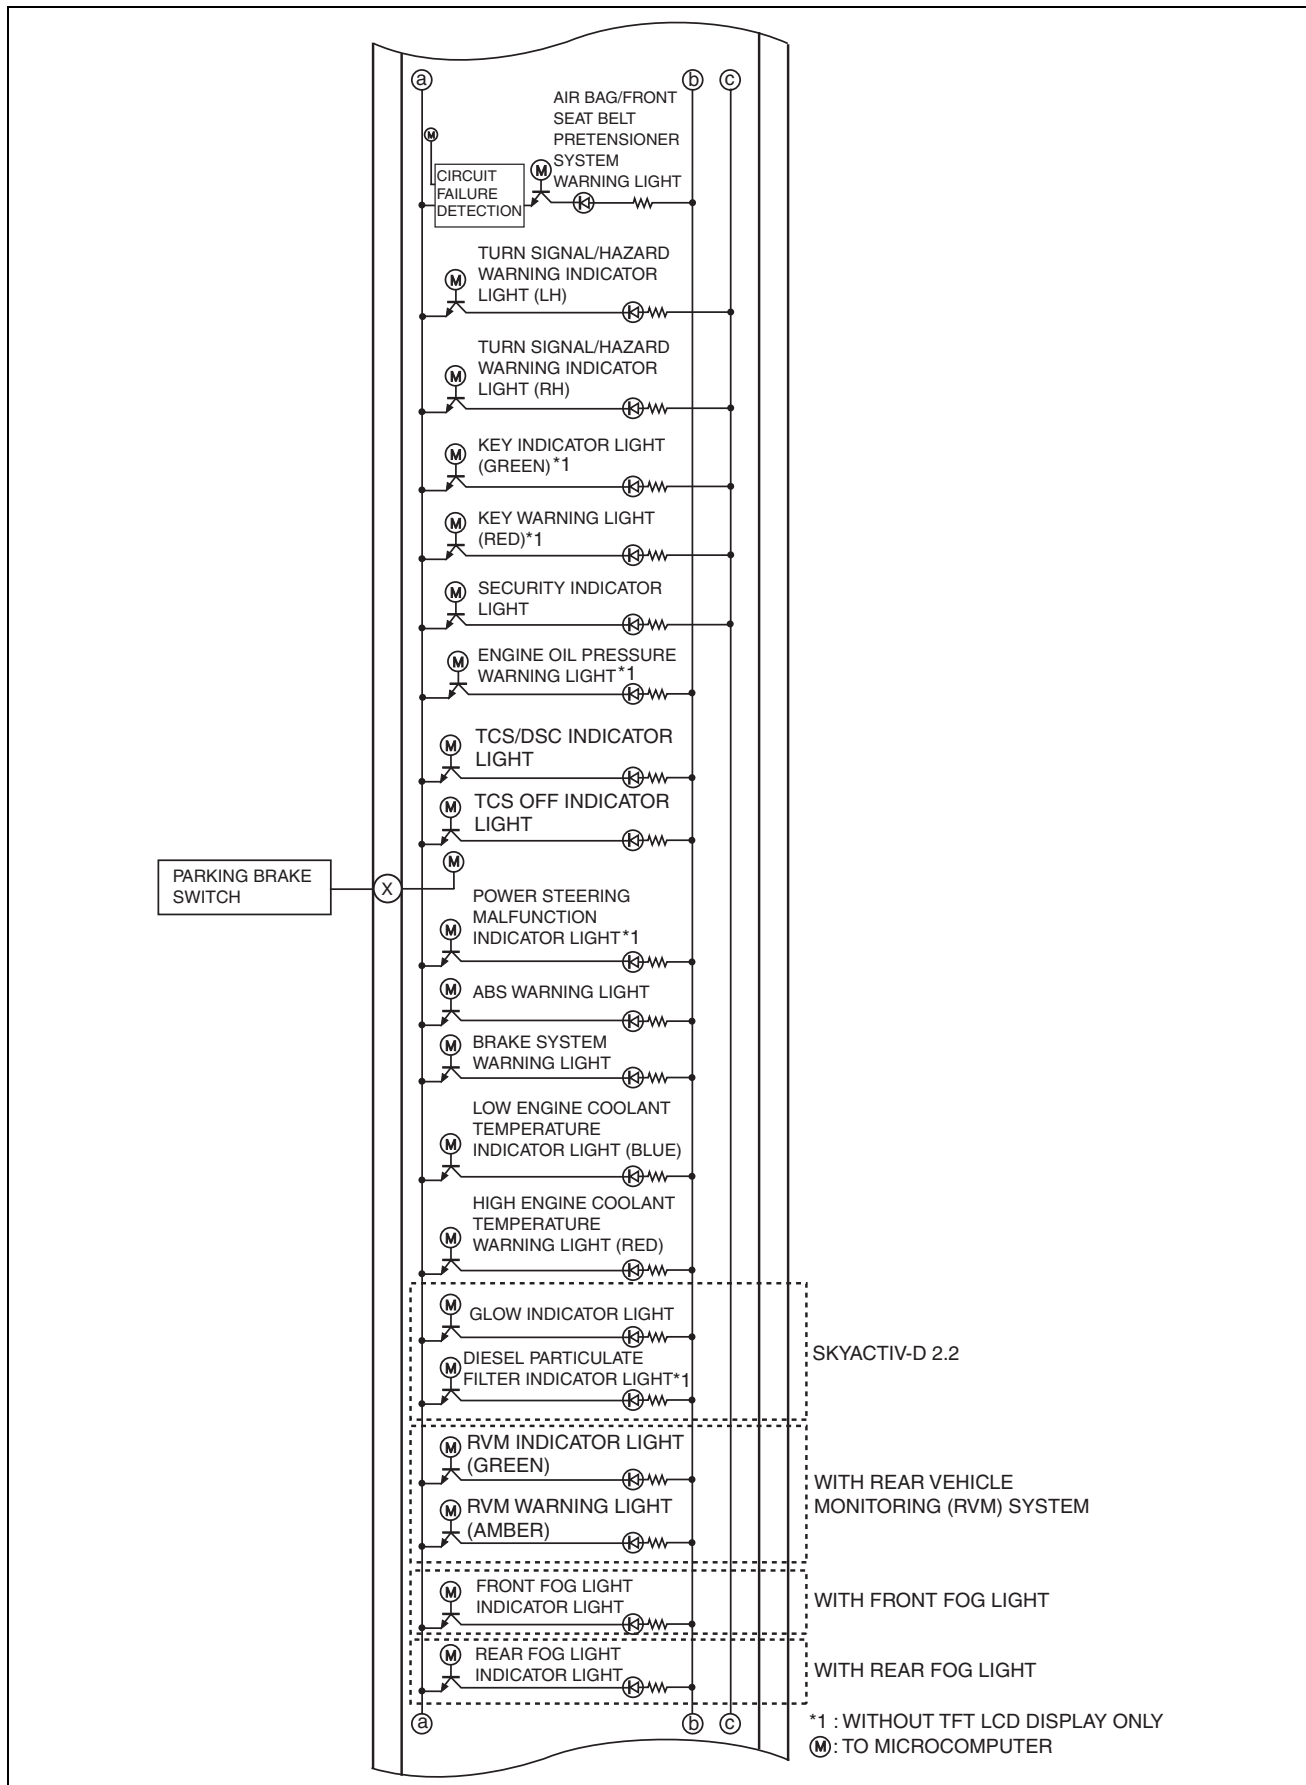 a
b
c
AIR BAG/FRONT
SEAT BELT
PRETENSIONER
SYSTEM
WARNING LIGHT
M
M
CIRCUIT
FAILURE
DETECTION
TURN SIGNAL/HAZARD
WARNING INDICATOR
LIGHT (LH)
M
TURN SIGNAL/HAZARD
WARNING INDICATOR
LIGHT (RH)
M
KEY INDICATOR LIGHT
(GREEN)*1
M
KEY WARNING LIGHT
(RED)*1
M
SECURITY INDICATOR
LIGHT
M
ENGINE OIL PRESSURE
WARNING LIGHT*1
M
TCS/DSC INDICATOR
LIGHT
M
TCS OFF INDICATOR
LIGHT
M
PARKING BRAKE
SWITCH
X
M
POWER STEERING
MALFUNCTION
INDICATOR LIGHT*1
M
ABS WARNING LIGHT
M
BRAKE SYSTEM
WARNING LIGHT
M
LOW ENGINE COOLANT
TEMPERATURE
INDICATOR LIGHT (BLUE)
M
HIGH ENGINE COOLANT
TEMPERATURE
WARNING LIGHT (RED)
M
GLOW INDICATOR LIGHT
M
DIESEL PARTICULATE
FILTER INDICATOR LIGHT*1
M
SKYACTIV-D 2.2
RVM INDICATOR LIGHT
(GREEN)
M
RVM WARNING LIGHT
(AMBER)
M
WITH REAR VEHICLE
MONITORING (RVM) SYSTEM
FRONT FOG LIGHT
INDICATOR LIGHT
M
WITH FRONT FOG LIGHT
REAR FOG LIGHT
INDICATOR LIGHT
M
WITH REAR FOG LIGHT
a
b
c
*1 : WITHOUT TFT LCD DISPLAY ONLY
M : TO MICROCOMPUTER